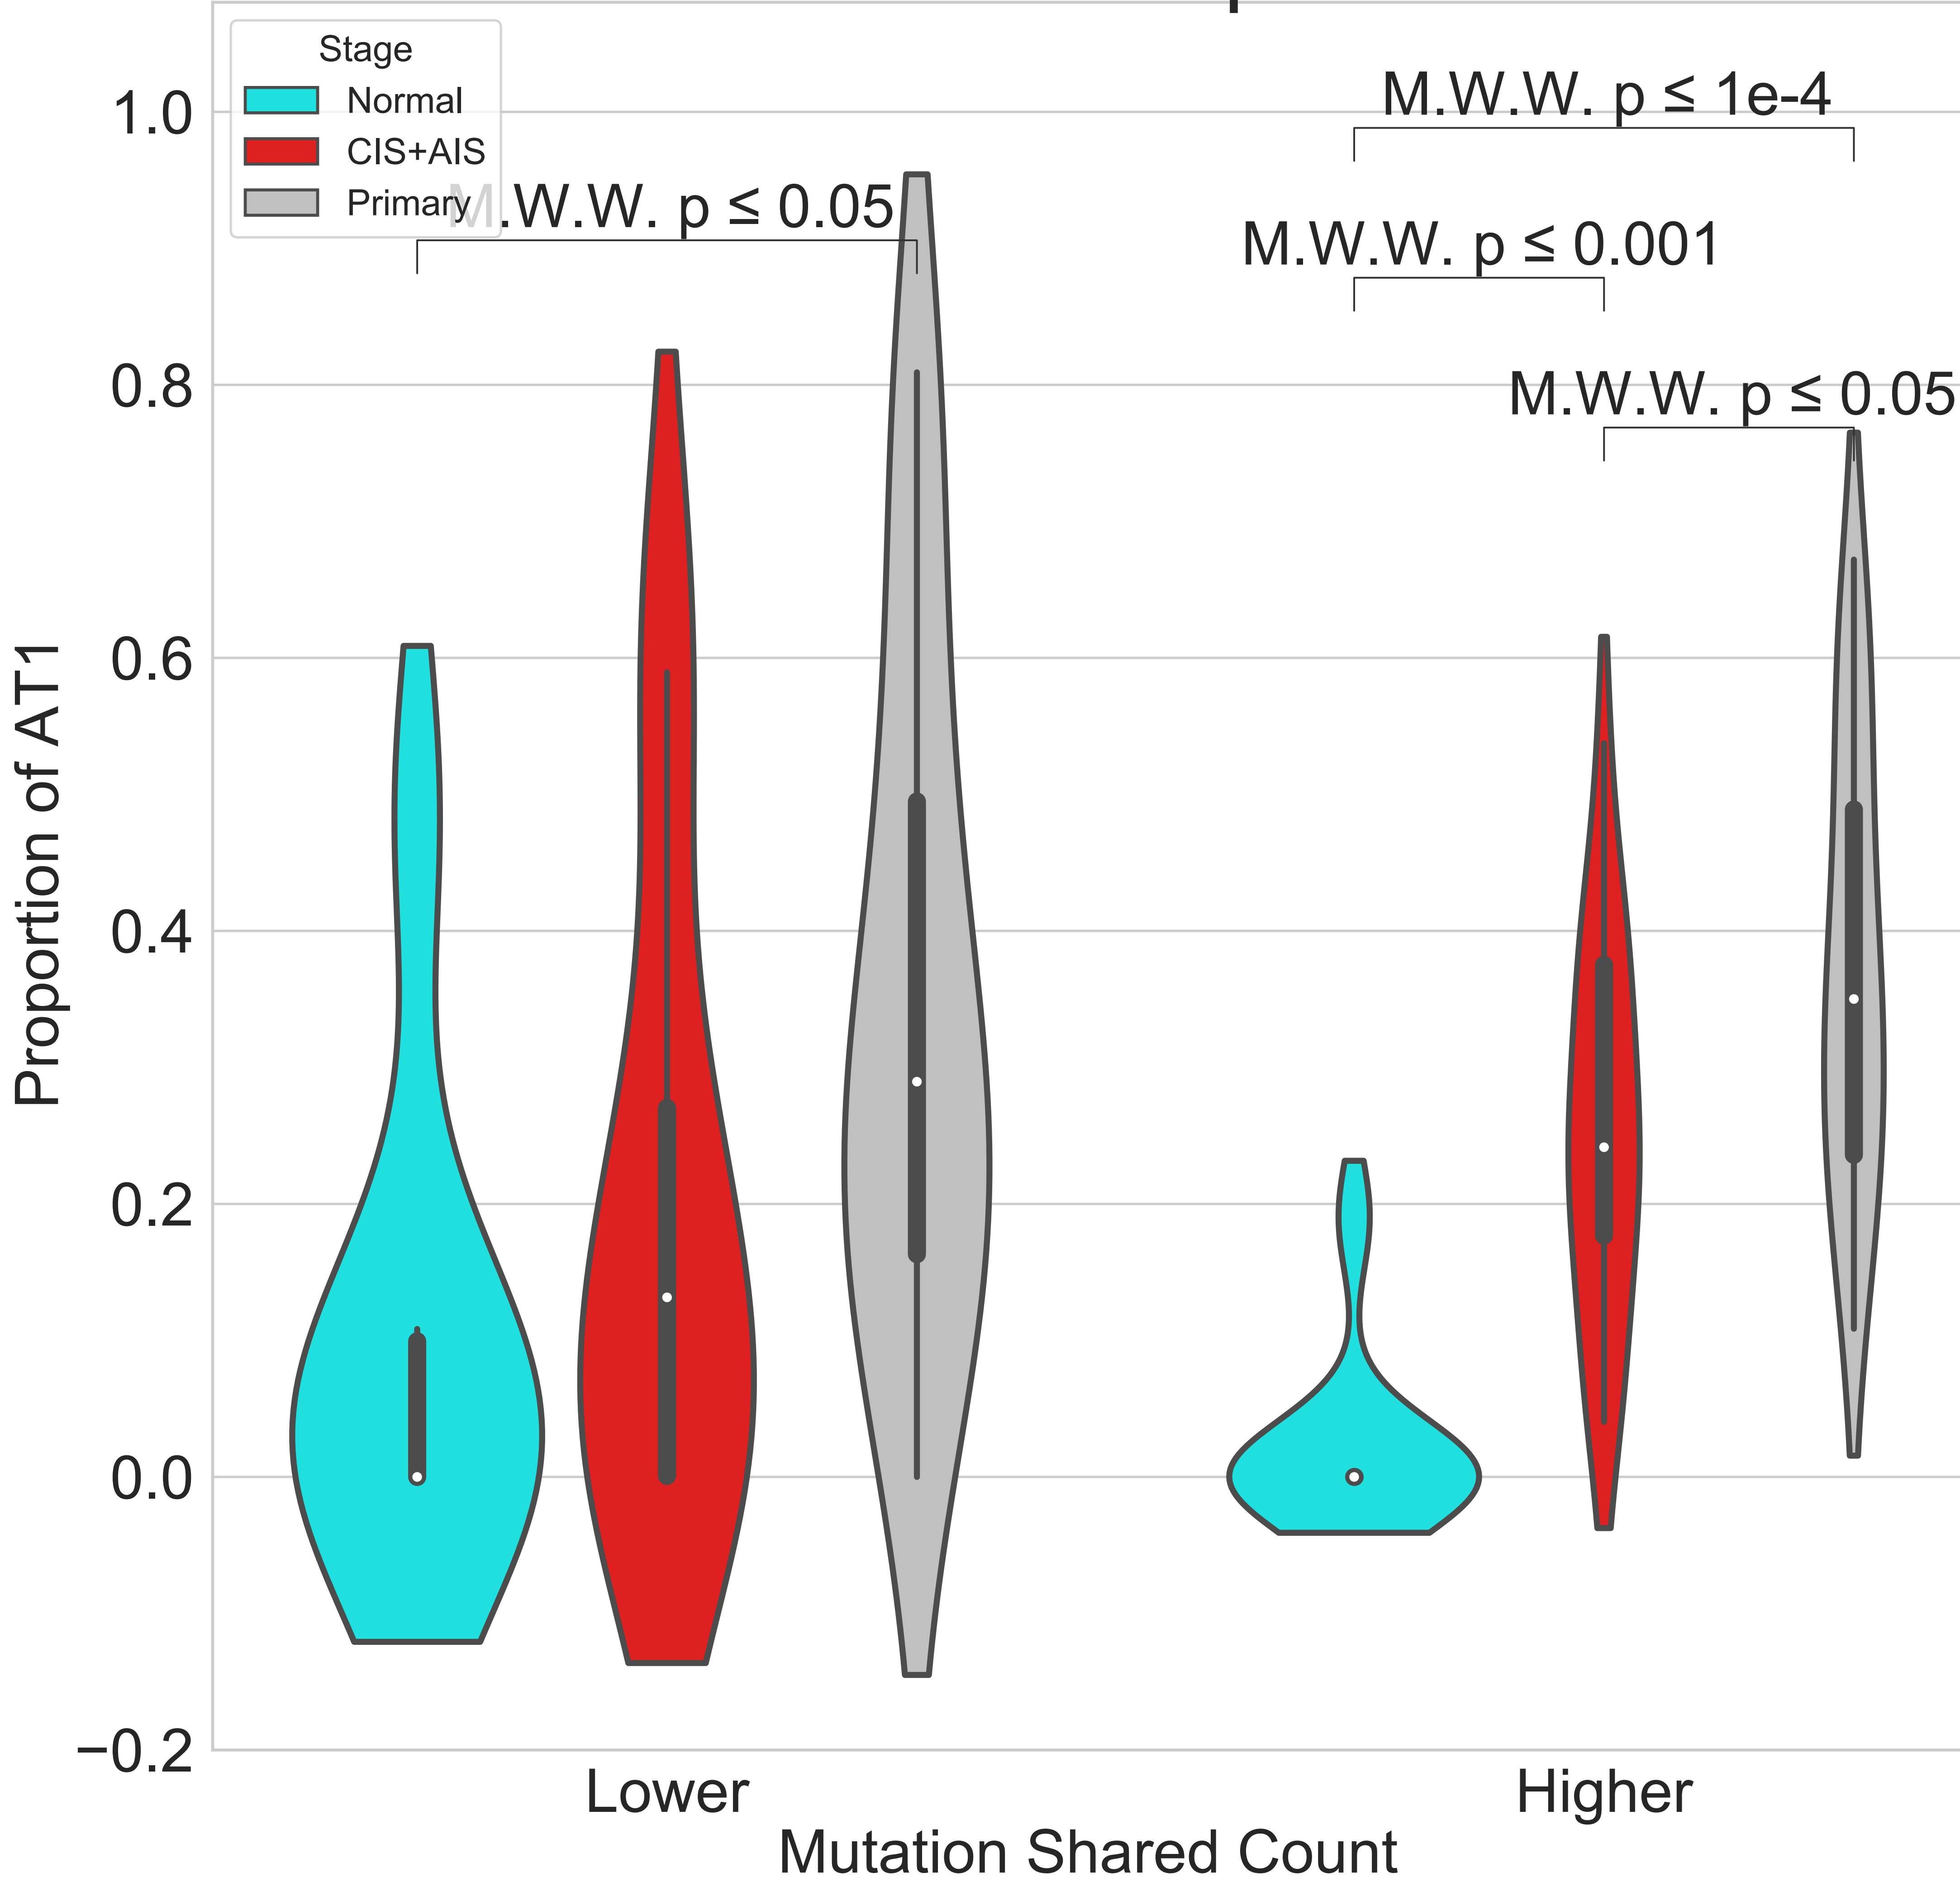 Stage
Normal
CIS+AIS
Primary
M.W.W. p ≤ 0.05
M.W.W. p ≤ 1e-4
M.W.W. p ≤ 0.001
M.W.W. p ≤ 0.05
1.0
0.8
0.6
0.4
0.2
0.0
−0.2
Proportion of AT1
Lower
Higher
Mutation Shared Count